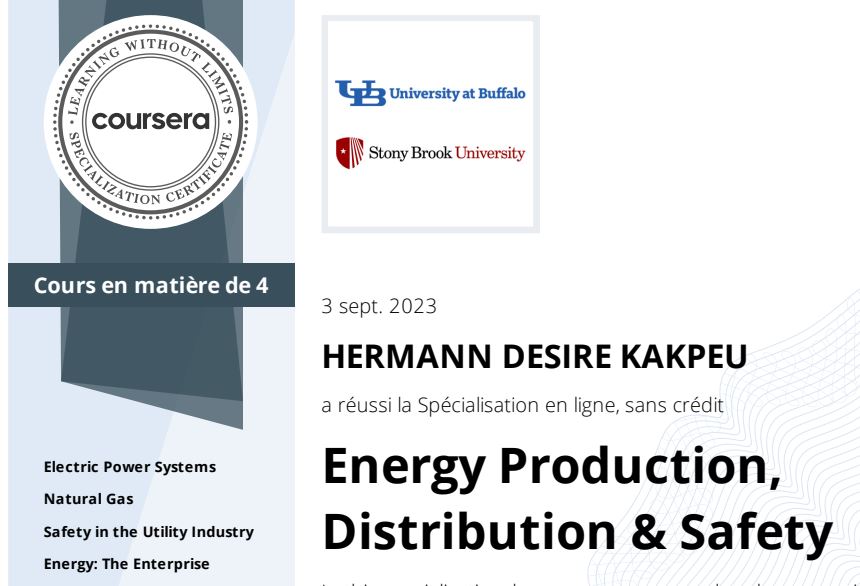 LEARNING WITHOUT LIMITS
coursera
SPECIALIZATION CERTIFICATE
Cours en matière de 4
Electric Power Systems
Natural Gas
Safety in the Utility Industry
Energy: The Enterprise
UB University at Buffalo
Stony Brook University
3 sept. 2023
HERMANN DESIRE KAKPEU
a réussi la Spécialisation en ligne, sans crédit
Energy Production,
Distribution & Safety